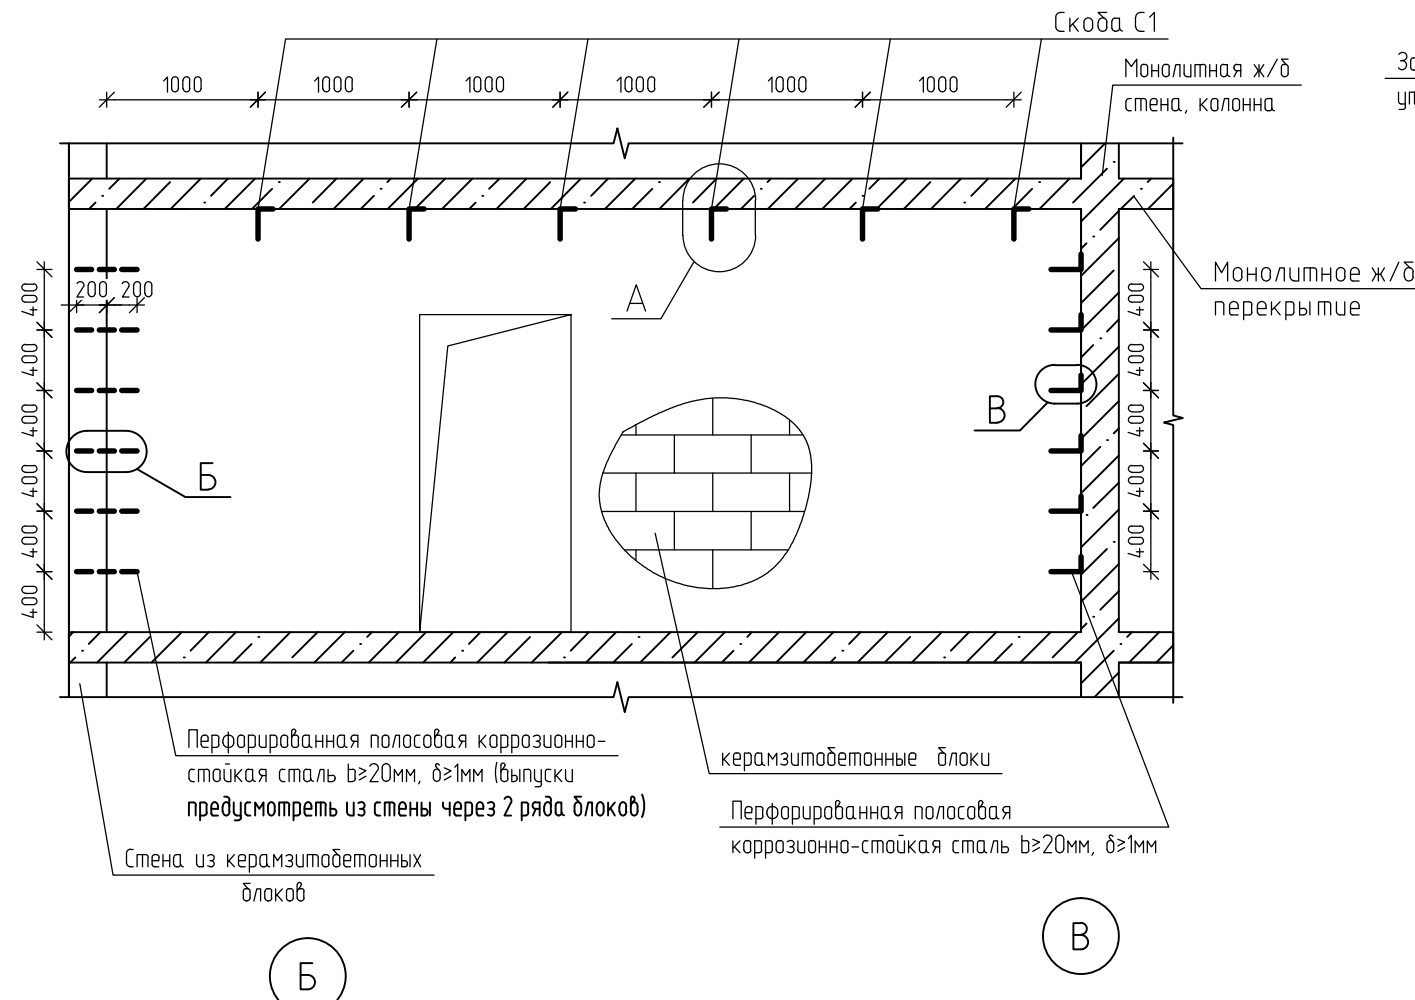 Скоба С1
Монолитная ж/б
стена, колонна
1000 1000 1000 1000 1000 1000
Монолитное ж/б
перекрытие
А
200 200
400
400
400
400
400
400
400
400
400
400
400
В
Б
Перфорированная полосовая коррозионно-
стойкая сталь b≥20мм, δ≥1мм (выпуски
предусмотреть из стены через 2 ряда блоков)
керамзитобетонные блоки
Перфорированная полосовая
коррозионно-стойкая сталь b≥20мм, δ≥1мм
Стена из керамзитобетонных
блоков
Б
В